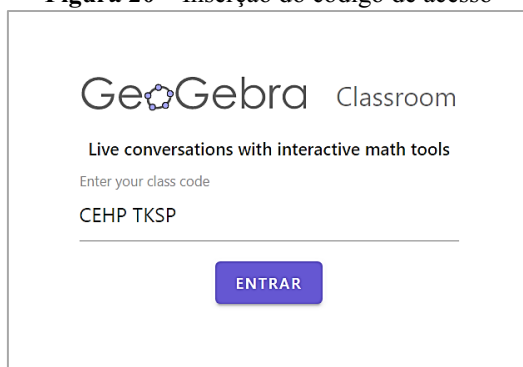 Figura 20 – Inserção do código de acesso
GeoGebra Classroom
Live conversations with interactive math tools
Enter your class code
CEHP TKSP
ENTRAR